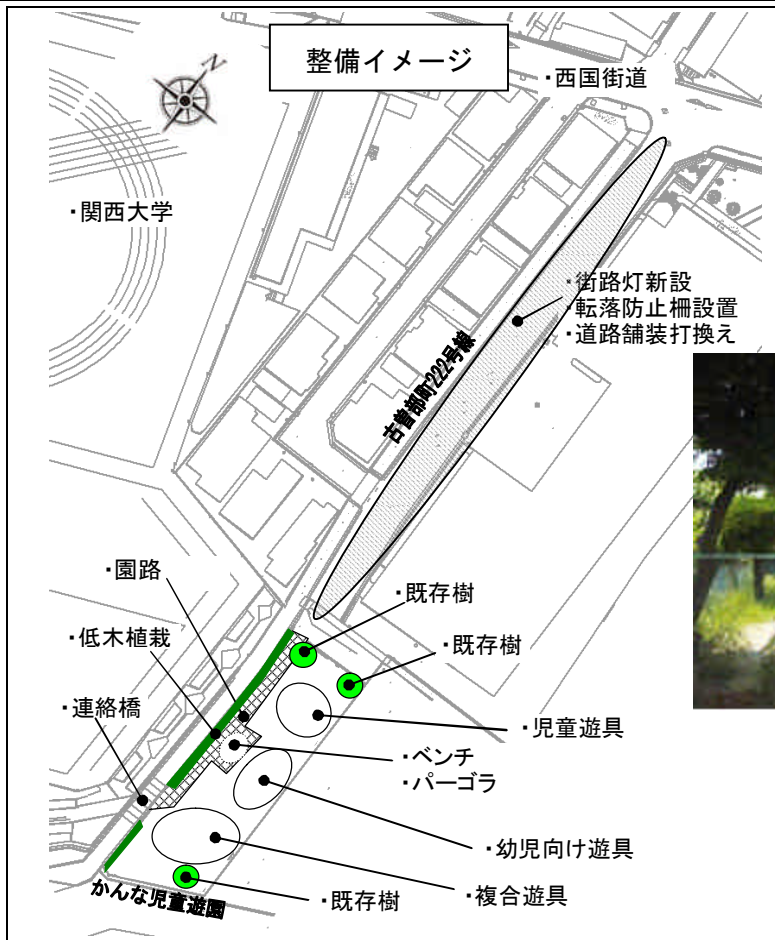 整備イメージ
N
・西国街道
・関西大学
・街路灯新設
・転落防止柵設置
・道路舗装打換え
古曽部町222号線
・園路
・既存樹
・低木植栽
・既存樹
・連絡橋
・児童遊具
・ベンチ
・パーゴラ
・幼児向け遊具
・複合遊具
・既存樹
かんな児童遊園